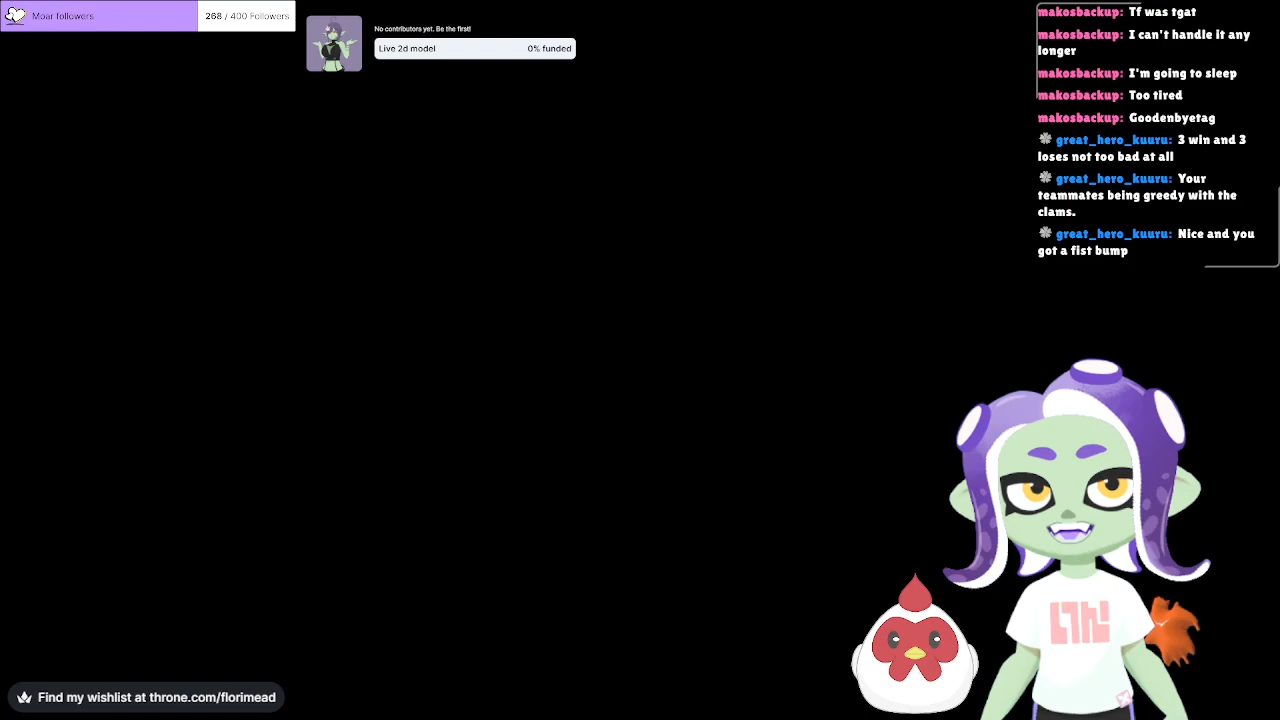 Moar followers
268 / 400 Followers
No contributors yet. Be the first!
Live 2d model
0% funded
makosbackup: Tf was tgat
makosbackup: I can't handle it any
longer
makosbackup: I'm going to sleep
makosbackup: Too tired
makosbackup: Goodenbyetag
great_hero_kuuru: 3 win and 3
loses not too bad at all
great_hero_kuuru: Your
teammates being greedy with the
clams.
great_hero_kuuru: Nice and you
got a fist bump
Find my wishlist at throne.com/florimead